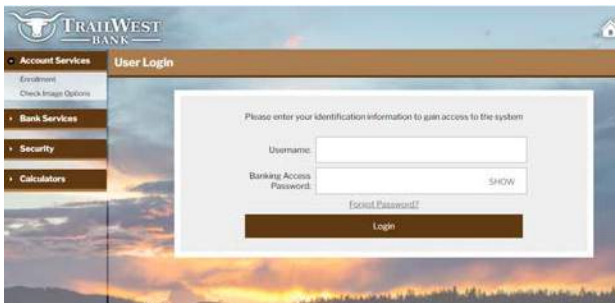 TRAILWEST
BANK
Account Services
Enrollment
Check Image Options
Bank Services
Security
Calculators
User Login
Please enter your identification information to gain access to the system
Username:
Banking Access
Password:
SHOW
Forgot Password?
Login